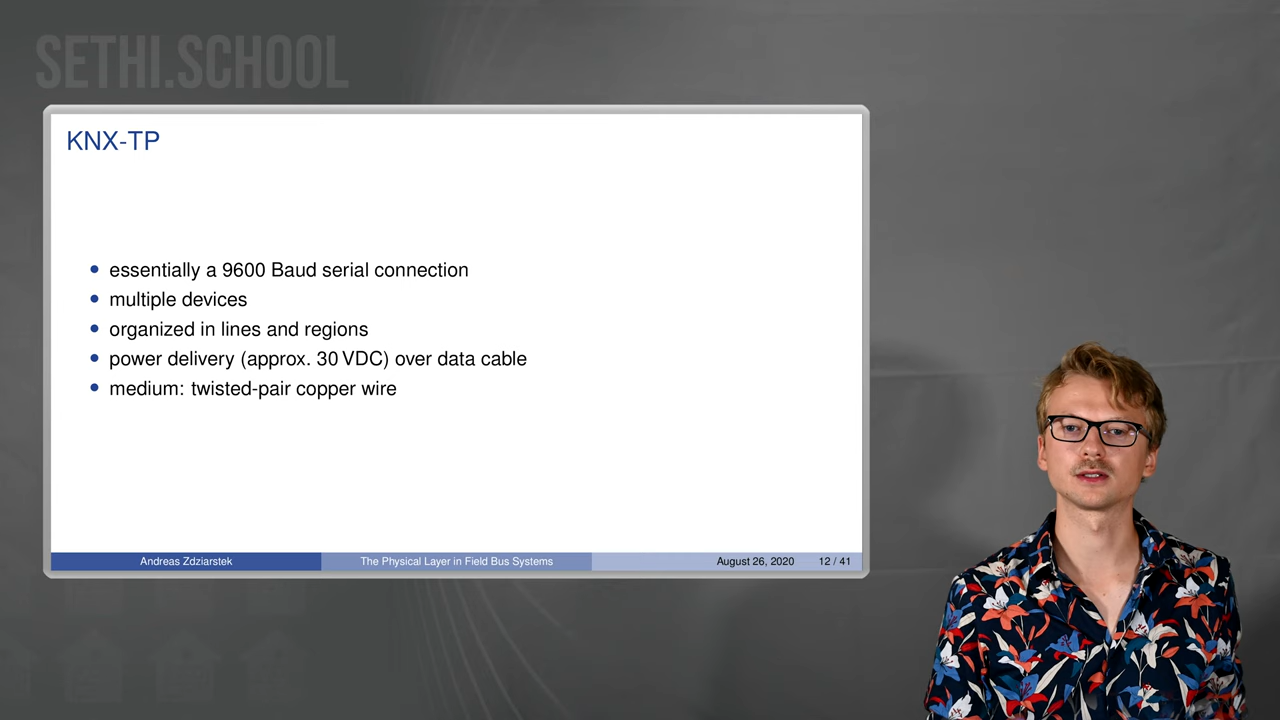 SETHI.SCHOOL
KNX-TP
essentially a 9600 Baud serial connection
multiple devices
organized in lines and regions
power delivery (approx. 30 VDC) over data cable
medium: twisted-pair copper wire
Andreas Zdziarstek The Physical Layer in Field Bus Systems August 26, 2020 12 / 41